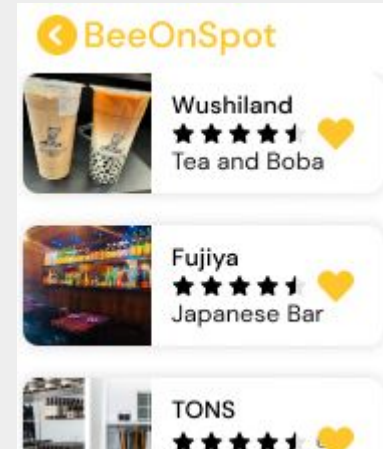 BeeOnSpot
Wushiland
Tea and Boba
Fujiya
Japanese Bar
TONS